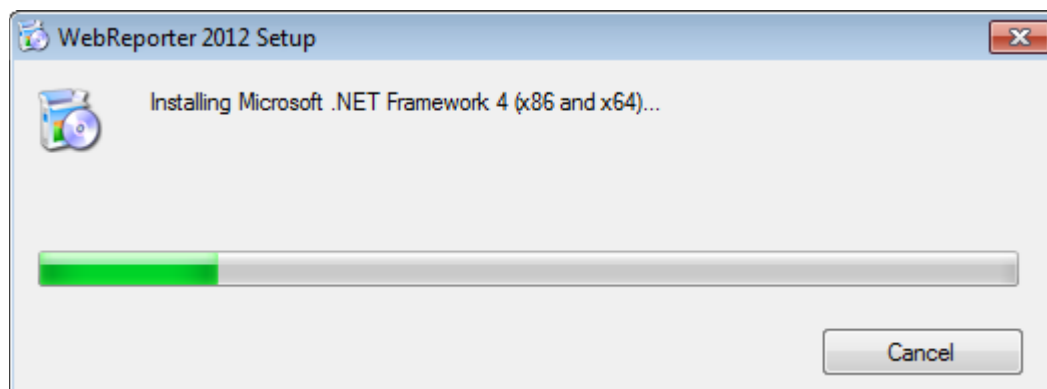 WebReporter 2012 Setup
Installing Microsoft .NET Framework 4 (x86 and x64)...
Cancel